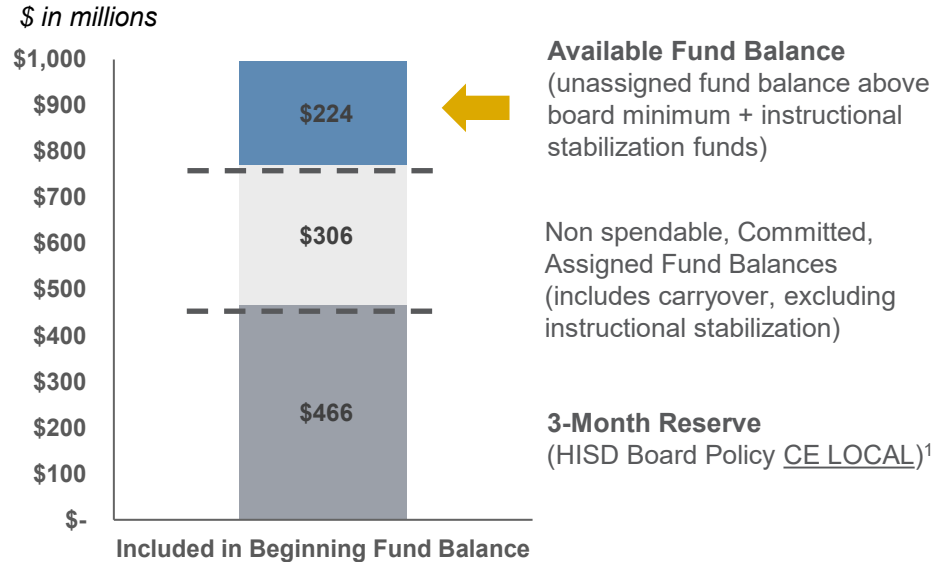 $ in millions
$1,000
$900
$800
$700
$600
$500
$400
$300
$200
$100
$-
$224
$306
$466
Included in Beginning Fund Balance
Available Fund Balance
(unassigned fund balance above
board minimum + instructional
stabilization funds)
Non spendable, Committed,
Assigned Fund Balances
(includes carryover, excluding
instructional stabilization)
3-Month Reserve
(HISD Board Policy CE LOCAL)¹